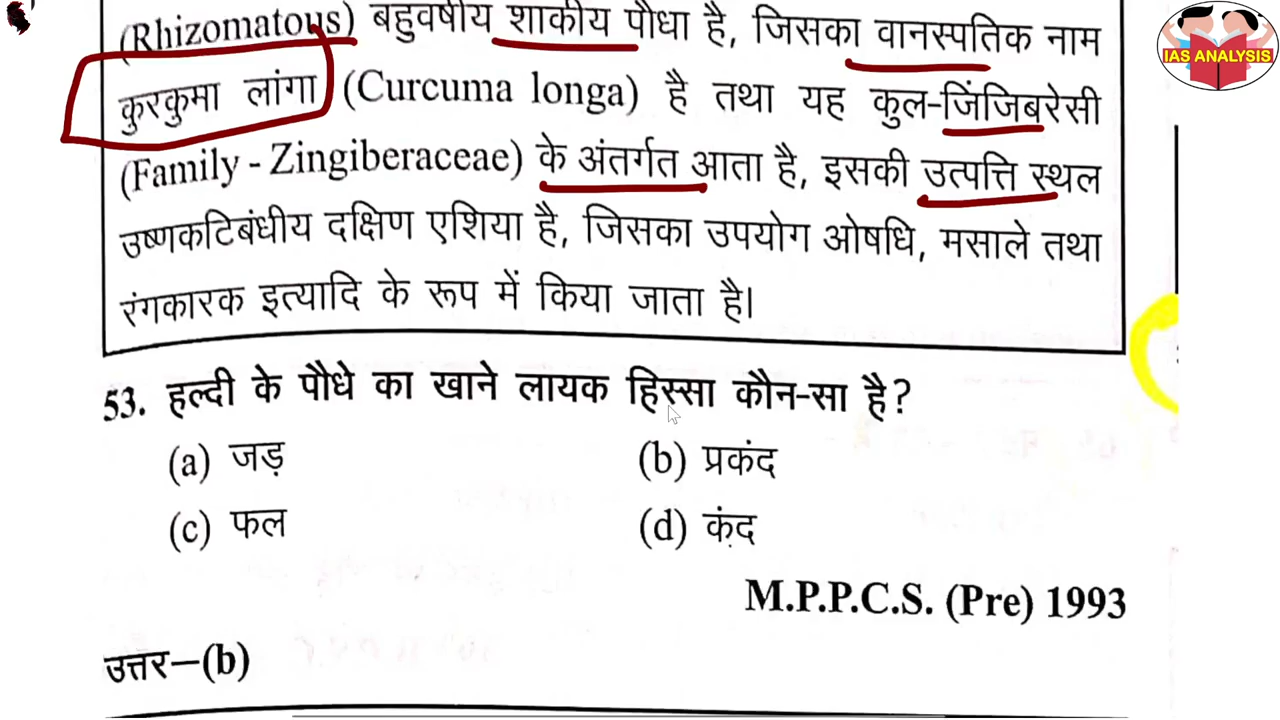 (Rhizomatous) बहुवर्षीय शाकीय पौधा है, जिसका वानस्पतिक नाम
कुरकुमा लांगा (Curcuma longa) है तथा यह कुल-जिंजिबरेसी
(Family - Zingiberaceae) के अंतर्गत आता है, इसकी उत्पत्ति स्थल
उष्णकटिबंधीय दक्षिण एशिया है, जिसका उपयोग ओषधि, मसाले तथा
रंगकारक इत्यादि के रूप में किया जाता है।
53. हल्दी के पौधे का खाने लायक हिस्सा कौन-सा है?
(a) जड़ (b) प्रकंद
(c) फल (d) कंद
M.P.P.C.S. (Pre) 1993
उत्तर—(b)
IAS ANALYSIS